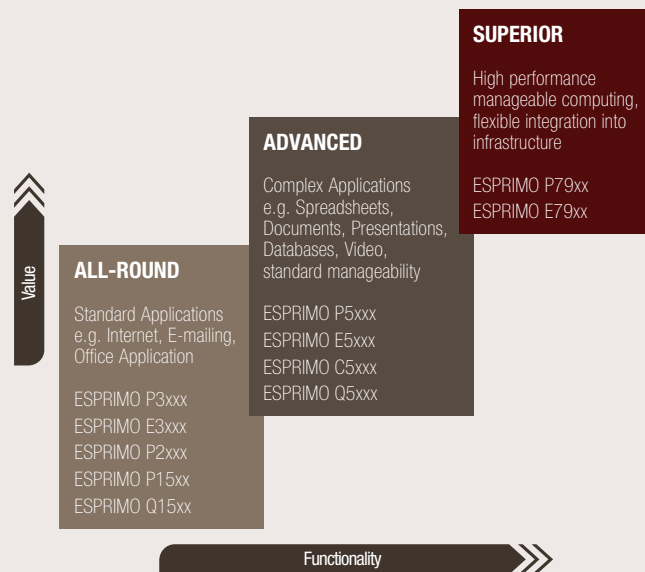 SUPERIOR
High performance
manageable computing,
flexible integration into
infrastructure
ESPRIMO P79xx
ESPRIMO E79xx
ADVANCED
Complex Applications
e.g. Spreadsheets,
Documents, Presentations,
Databases, Video,
standard manageability
ESPRIMO P5xxx
ESPRIMO E5xxx
ESPRIMO C5xxx
ESPRIMO Q5xxx
Value
ALL-ROUND
Standard Applications
e.g. Internet, E-mailing,
Office Application
ESPRIMO P3xxx
ESPRIMO E3xxx
ESPRIMO P2xxx
ESPRIMO P15xx
ESPRIMO Q15xx
Functionality